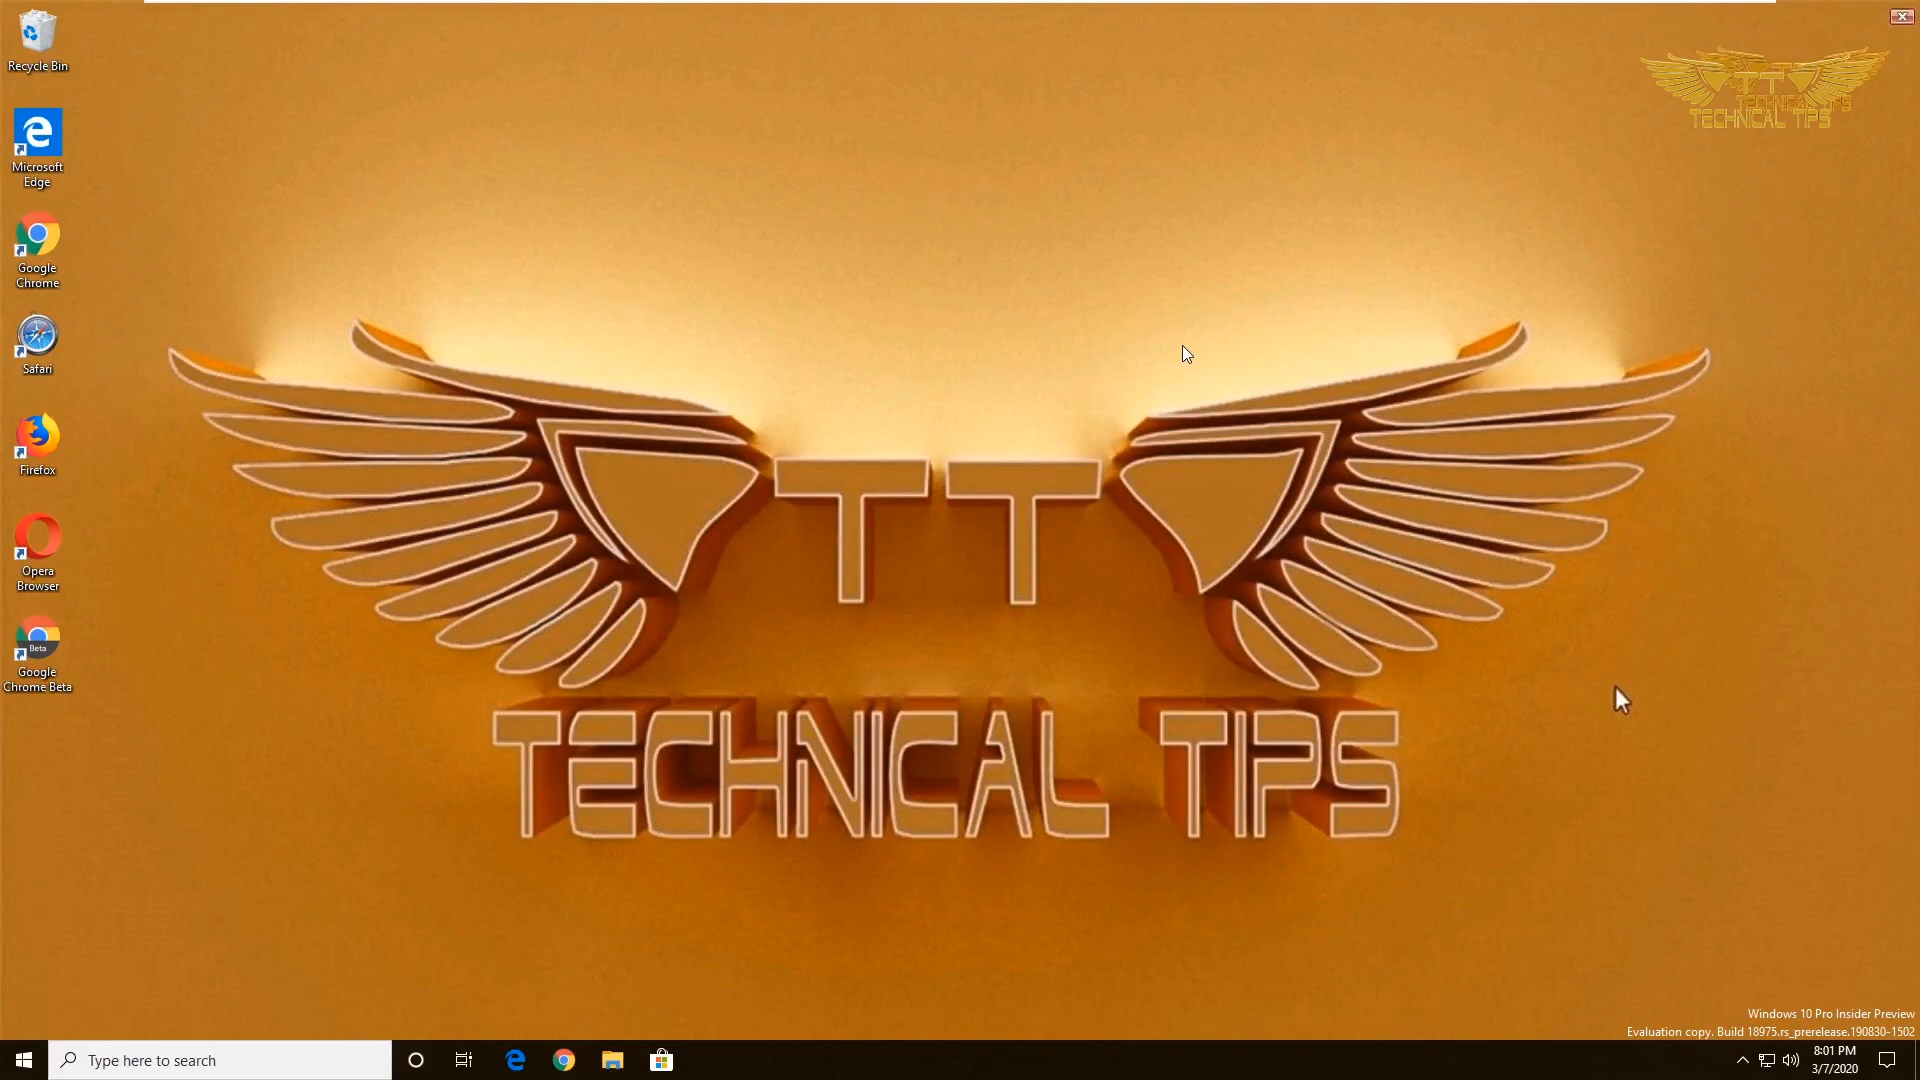 Recycle Bin
Microsoft
Edge
Google
Chrome
Safari
Firefox
Opera
Browser
Beta
Google
Chrome Beta
TT
TECHNICAL TIPS
TT
TECHNICAL TIPS
TECHNICAL TIPS
Windows 10 Pro Insider Preview
Evaluation copy. Build 18975.rs_prerelease.190830-1502
Type here to search
8:01 PM
3/7/2020